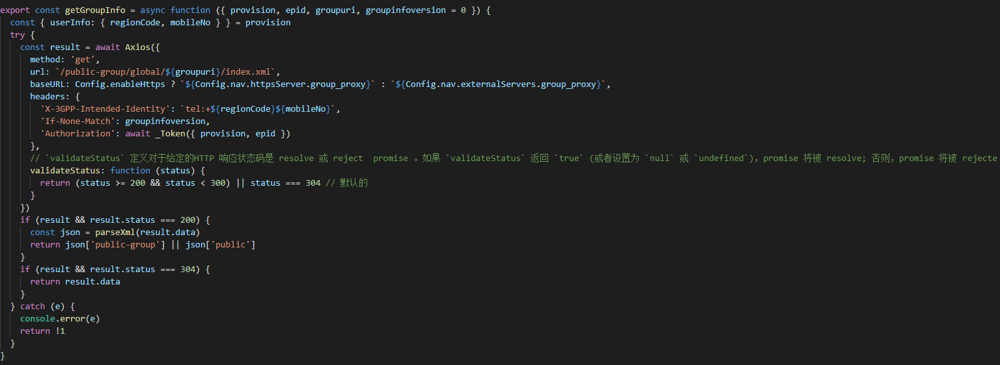 export const getGroupInfo = async function ({ provision, epid, groupuri, groupinfoversion = 0 }) {
  const { userInfo: { regionCode, mobileNo } } = provision
  try {
    const result = await Axios({
      method: 'get',
      url: `/public-group/global/${groupuri}/index.xml`,
      baseURL: Config.enableHttps ? `${Config.nav.httpsServer.group_proxy}` : `${Config.nav.externalServers.group_proxy}`,
      headers: {
        'X-3GPP-Intended-Identity': `tel:+${regionCode}${mobileNo}`,
        'If-None-Match': groupinfoversion,
        'Authorization': await _Token({ provision, epid })
      },
      // `validateStatus` 定义对于给定的HTTP 响应状态码是 resolve 或 reject  promise 。如果 `validateStatus` 返回 `true` (或者设置为 `null` 或 `undefined`)，promise 将被 resolve; 否则，promise 将被 rejecte
      validateStatus: function (status) {
        return (status >= 200 && status < 300) || status === 304 // 默认的
      }
    })
    if (result && result.status === 200) {
      const json = parseXml(result.data)
      return json['public-group'] || json['public']
    }
    if (result && result.status === 304) {
      return result.data
    }
  } catch (e) {
    console.error(e)
    return !1
  }
}